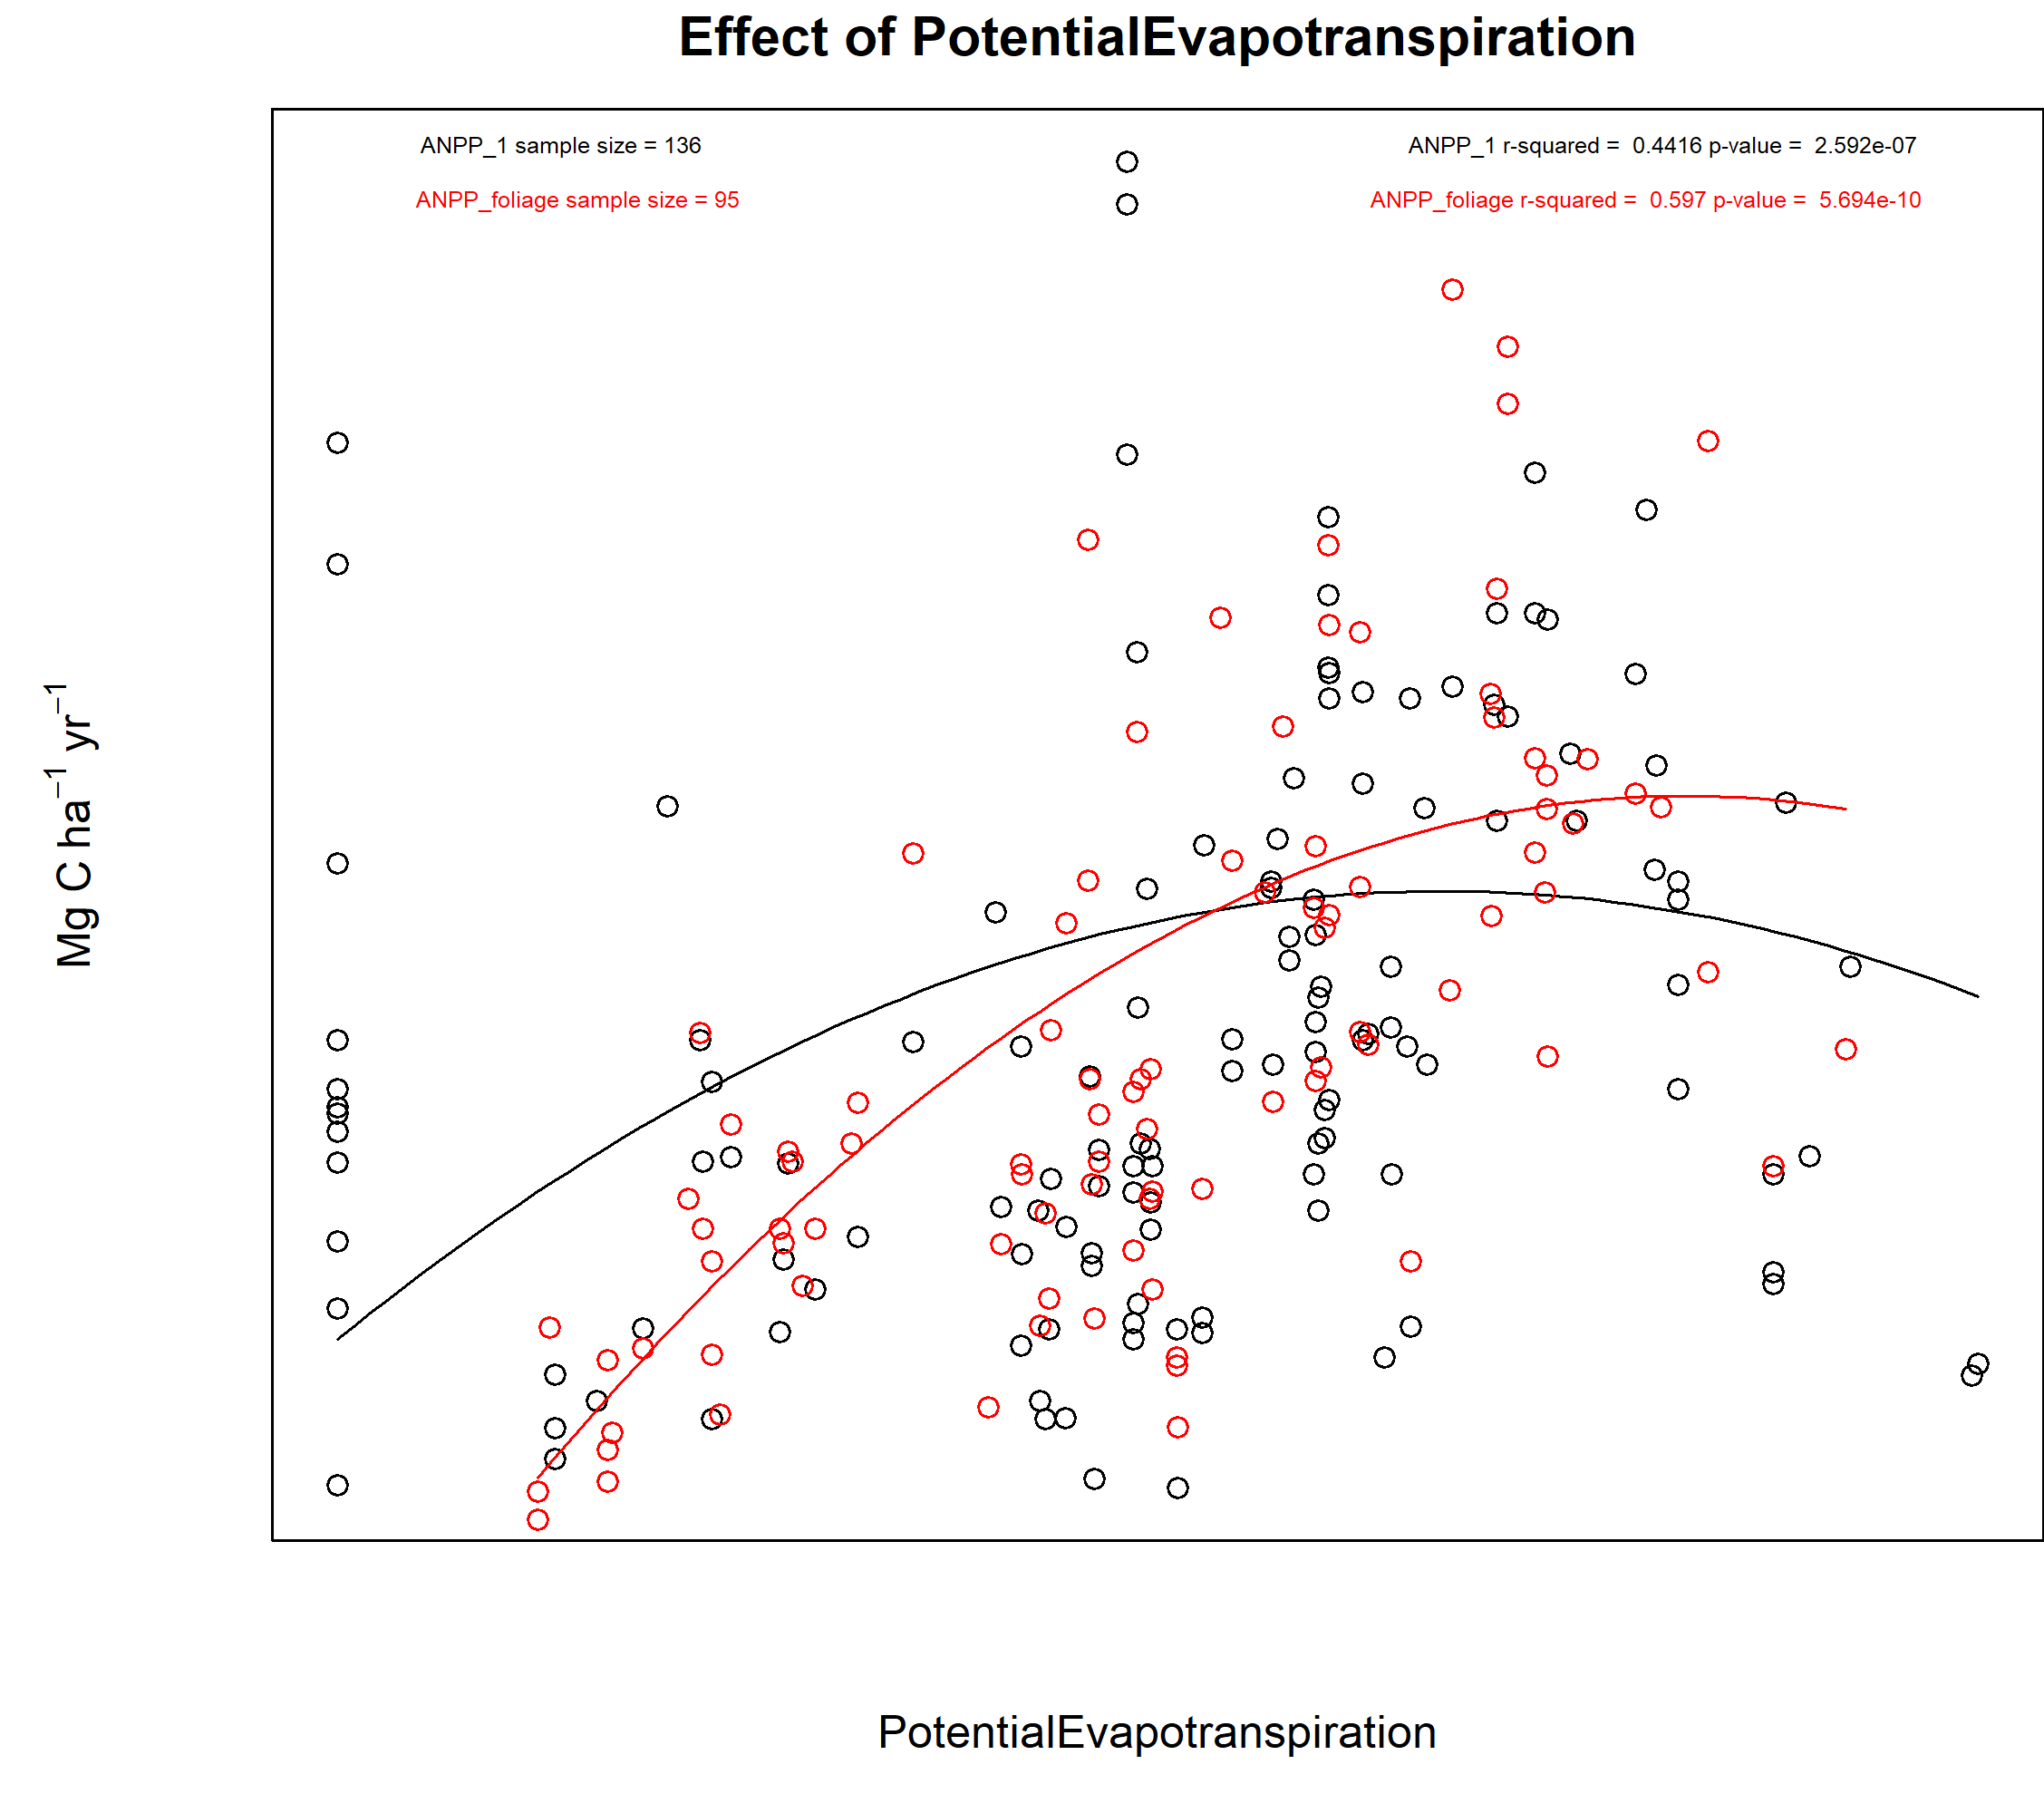 Effect of PotentialEvapotranspiration
ANPP_1 sample size = 136
ANPP_1 r-squared =  0.4416 p-value =  2.592e-07
ANPP_foliage sample size = 95
ANPP_foliage r-squared =  0.597 p-value =  5.694e-10
Mg C ha⁻¹ yr⁻¹
PotentialEvapotranspiration